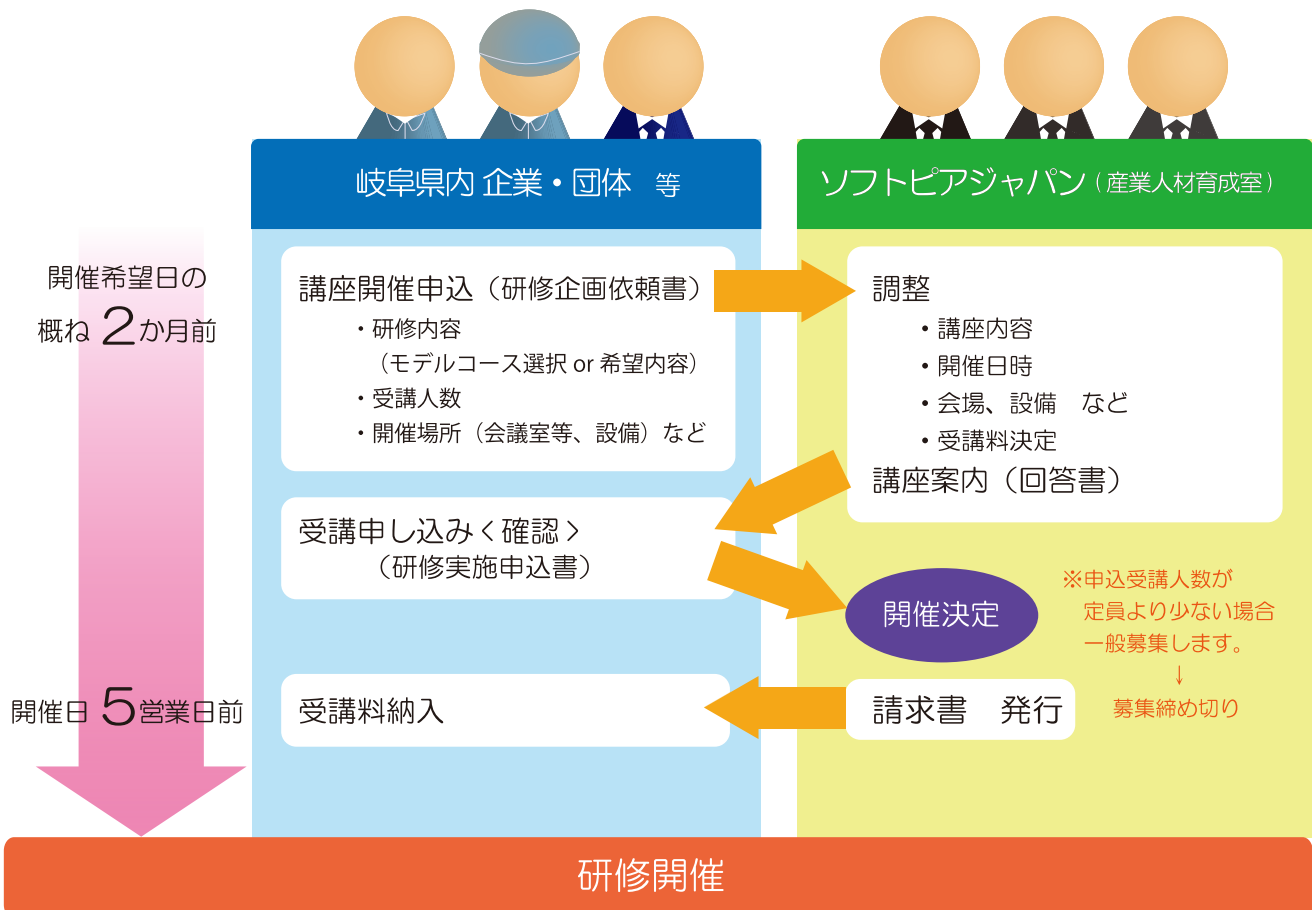 岐阜県内 企業・団体 等
ソフトピアジャパン（産業人材育成室）
開催希望日の
概ね 2か月前
講座開催申込（研修企画依頼書）
・研修内容
（モデルコース選択 or 希望内容）
・受講人数
・開催場所（会議室等、設備）など
調整
・講座内容
・開催日時
・会場、設備　など
・受講料決定
講座案内（回答書）
受講申し込み＜確認＞
（研修実施申込書）
開催決定
※申込受講人数が
定員より少ない場合
一般募集します。
↓
募集締め切り
開催日 5営業日前
受講料納入
請求書　発行
研修開催